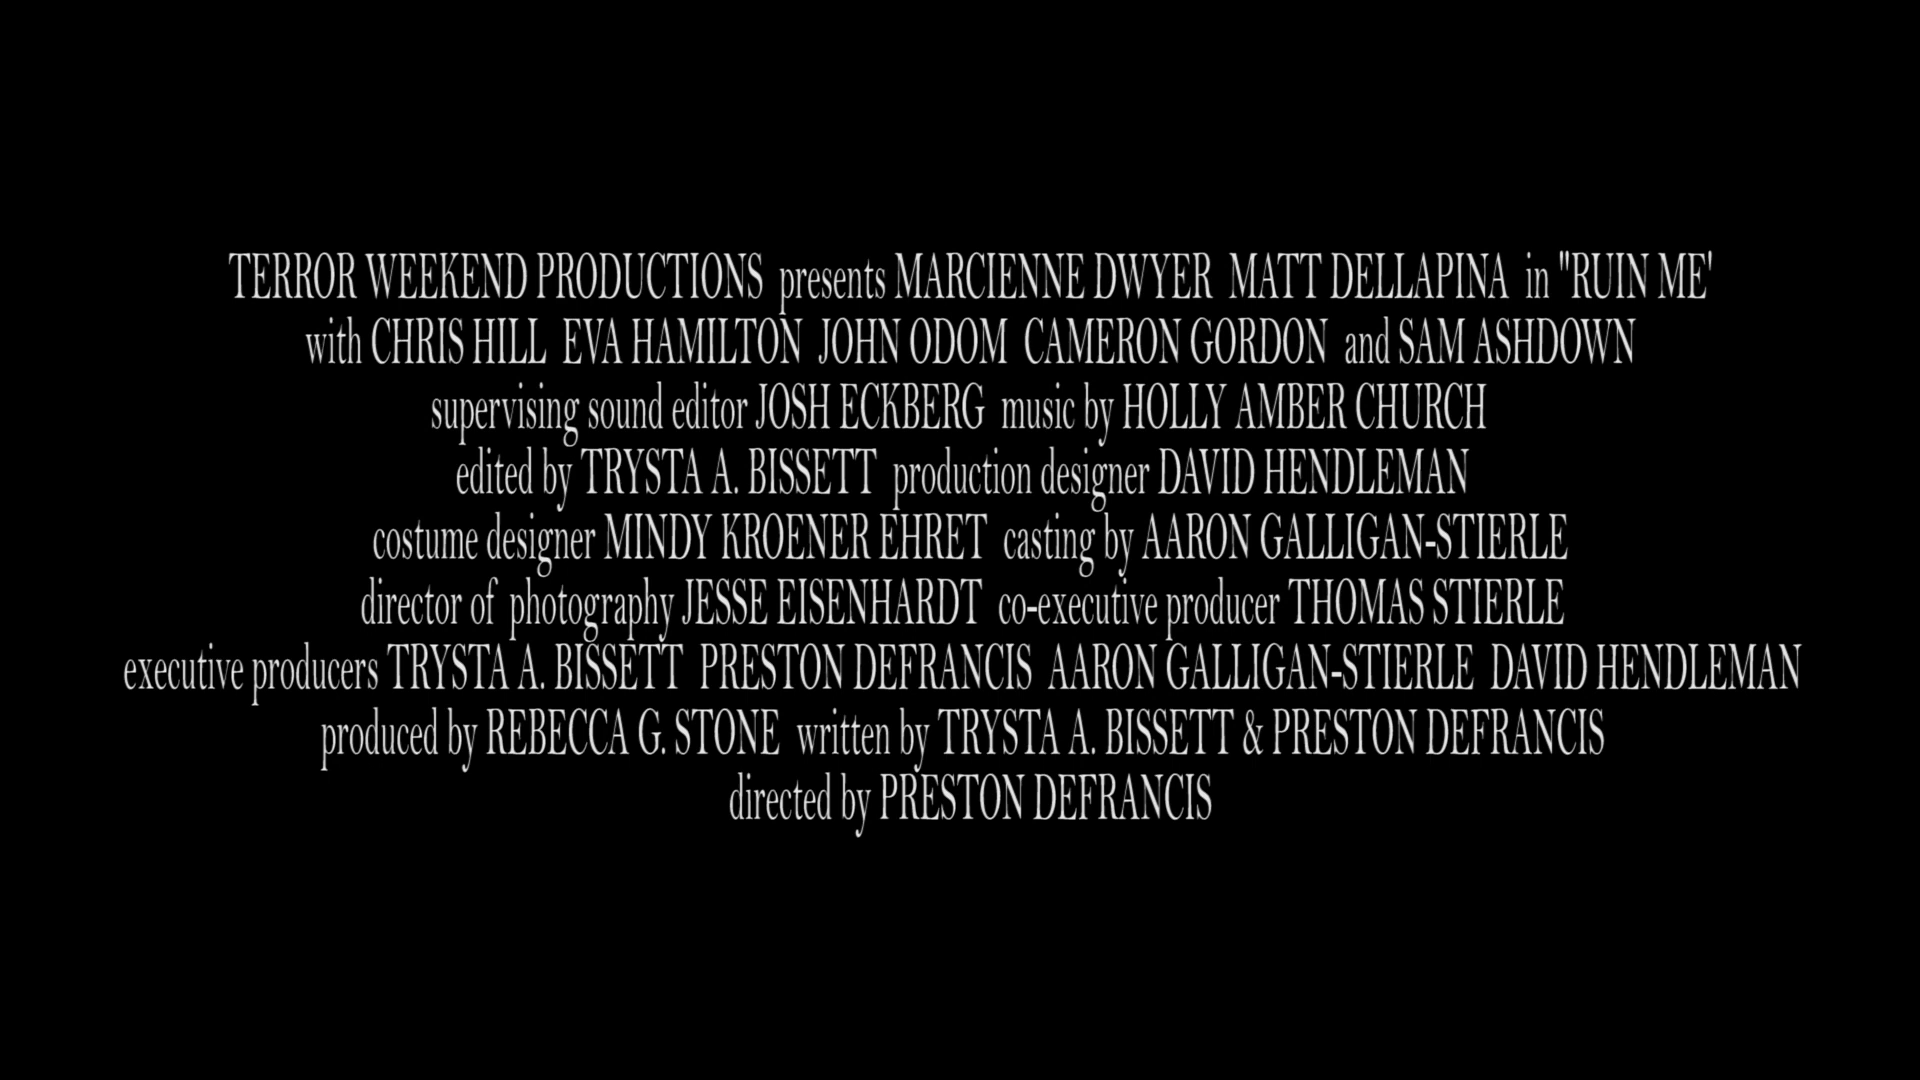 TERROR WEEKEND PRODUCTIONS presents MARCIENNE DWYER MATT DELLAPINA in "RUIN ME'
with CHRIS HILL EVA HAMILTON JOHN ODOM CAMERON GORDON and SAM ASHDOWN
supervising sound editor JOSH ECKBERG music by HOLLY AMBER CHURCH
edited by TRYSTA A. BISSETT production designer DAVID HENDLEMAN
costume designer MINDY KROENER EHRET casting by AARON GALLIGAN-STIERLE
director of photography JESSE EISENHARDT co-executive producer THOMAS STIERLE
executive producers TRYSTA A. BISSETT PRESTON DEFRANCIS AARON GALLIGAN-STIERLE DAVID HENDLEMAN
produced by REBECCA G. STONE written by TRYSTA A. BISSETT & PRESTON DEFRANCIS
directed by PRESTON DEFRANCIS